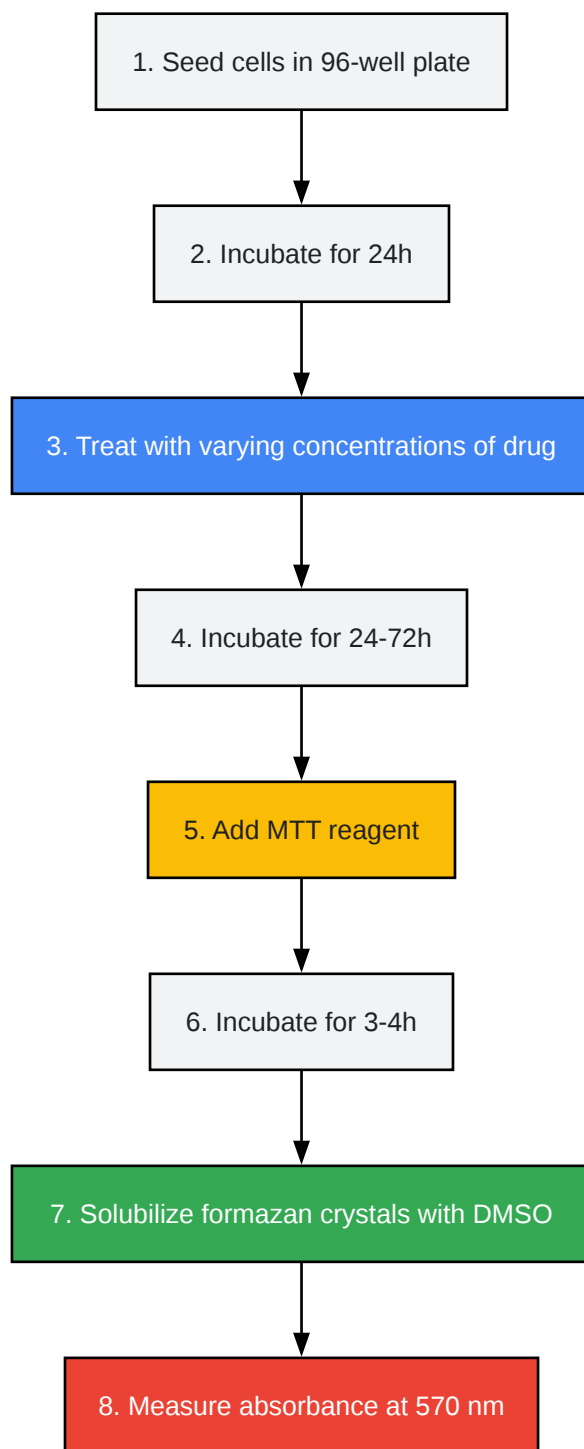 1. Seed cells in 96-well plate
2. Incubate for 24h
3. Treat with varying concentrations of drug
4. Incubate for 24-72h
5. Add MTT reagent
6. Incubate for 3-4h
7. Solubilize formazan crystals with DMSO
8. Measure absorbance at 570 nm